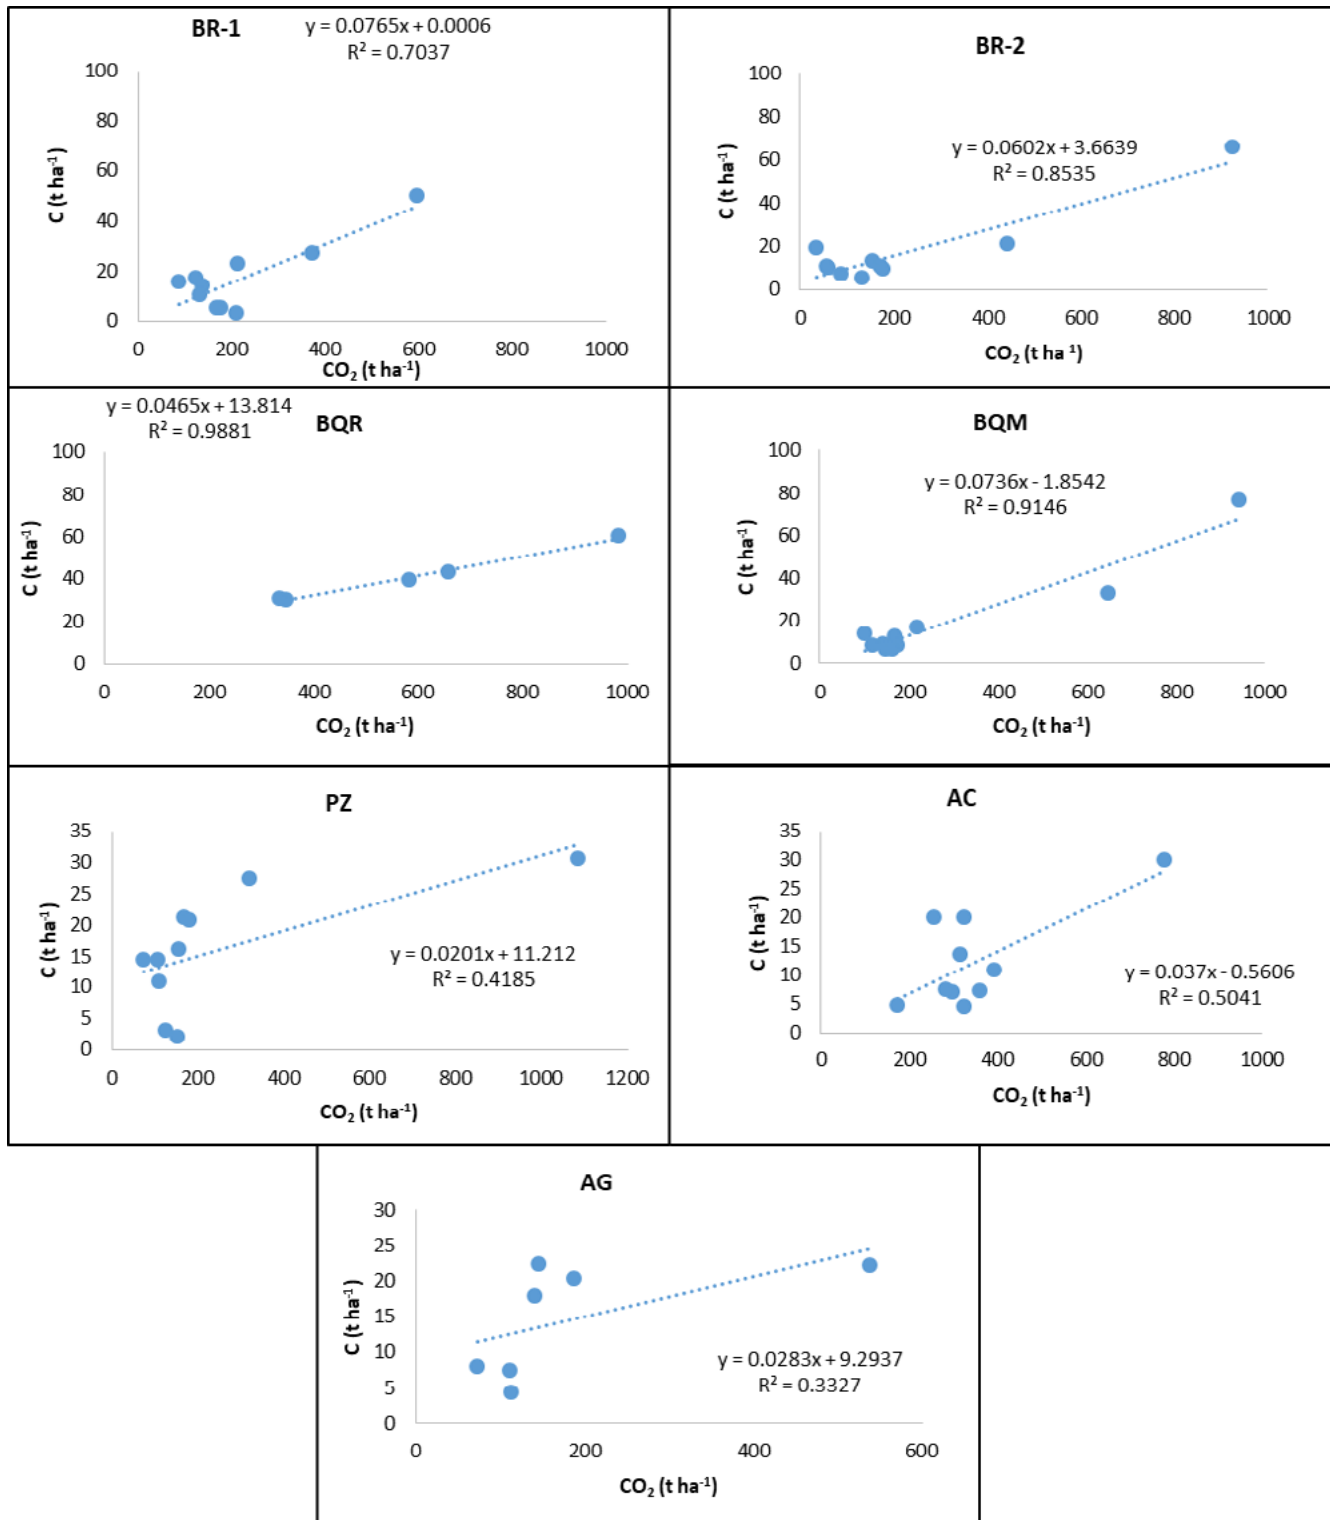 BR-1
y = 0.0765x + 0.0006
R² = 0.7037
100
80
60
40
20
0
C (t ha⁻¹)
0 200 400 600 800 1000
CO₂ (t ha⁻¹)
BR-2
y = 0.0602x + 3.6639
R² = 0.8535
100
80
60
40
20
0
C (t ha⁻¹)
0 200 400 600 800 1000
CO₂ (t ha ¹)
y = 0.0465x + 13.814
R² = 0.9881
BQR
100
80
60
40
20
0
C (t ha⁻¹)
0 200 400 600 800 1000
CO₂ (t ha⁻¹)
BQM
y = 0.0736x - 1.8542
R² = 0.9146
100
80
60
40
20
0
C (t ha⁻¹)
0 200 400 600 800 1000
CO₂ (t ha⁻¹)
PZ
35
30
25
20
15
10
5
0
C (t ha⁻¹)
y = 0.0201x + 11.212
R² = 0.4185
0 200 400 600 800 1000 1200
CO₂ (t ha⁻¹)
AC
35
30
25
20
15
10
5
0
C (t ha⁻¹)
y = 0.037x - 0.5606
R² = 0.5041
0 200 400 600 800 1000
CO₂ (t ha⁻¹)
AG
30
25
20
15
10
5
0
C (t ha⁻¹)
y = 0.0283x + 9.2937
R² = 0.3327
0 200 400 600
CO₂ (t ha⁻¹)